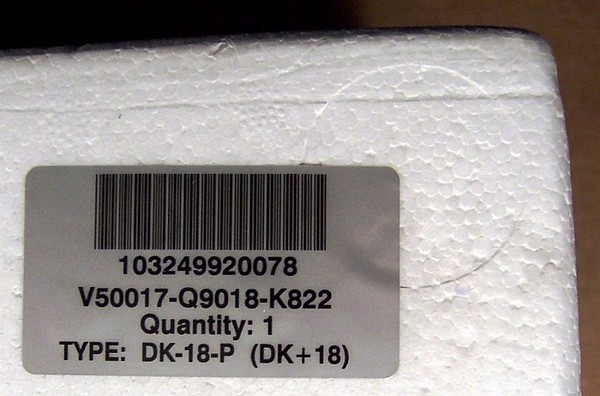 103249920078
V50017-Q9018-K822
Quantity: 1
TYPE: DK-18-P (DK+18)